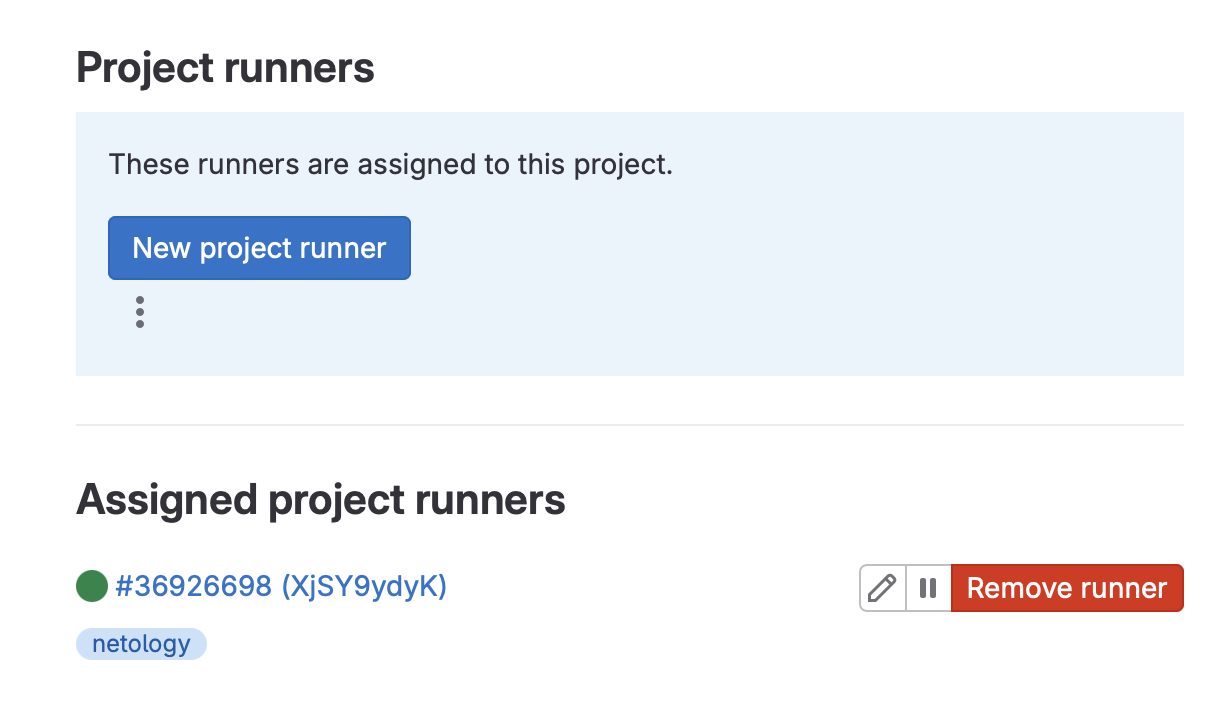 Project runners
These runners are assigned to this project.
New project runner
Assigned project runners
#36926698 (XjSY9ydyK)
Remove runner
netology